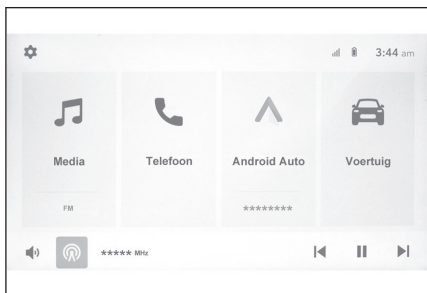 3:44 am
Media
Telefoon
Android Auto
Voertuig
FM
********
***** MHz